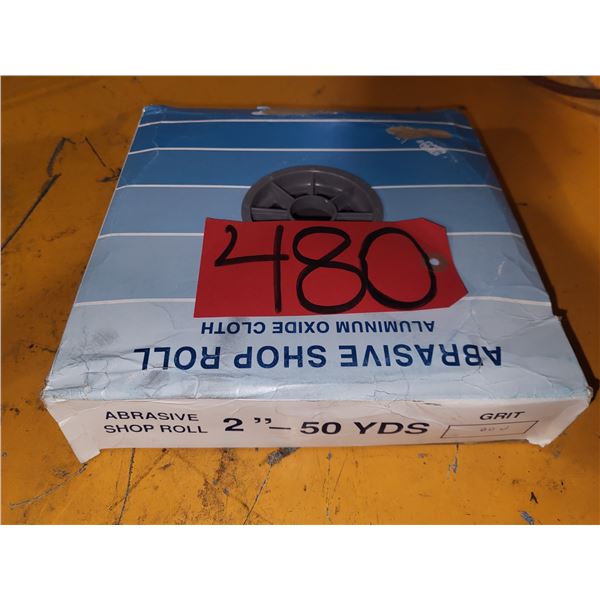 480
ABRASIVE SHOP ROLL
ALUMINUM OXIDE CLOTH
ABRASIVE
SHOP ROLL
2" - 50 YDS
GRIT